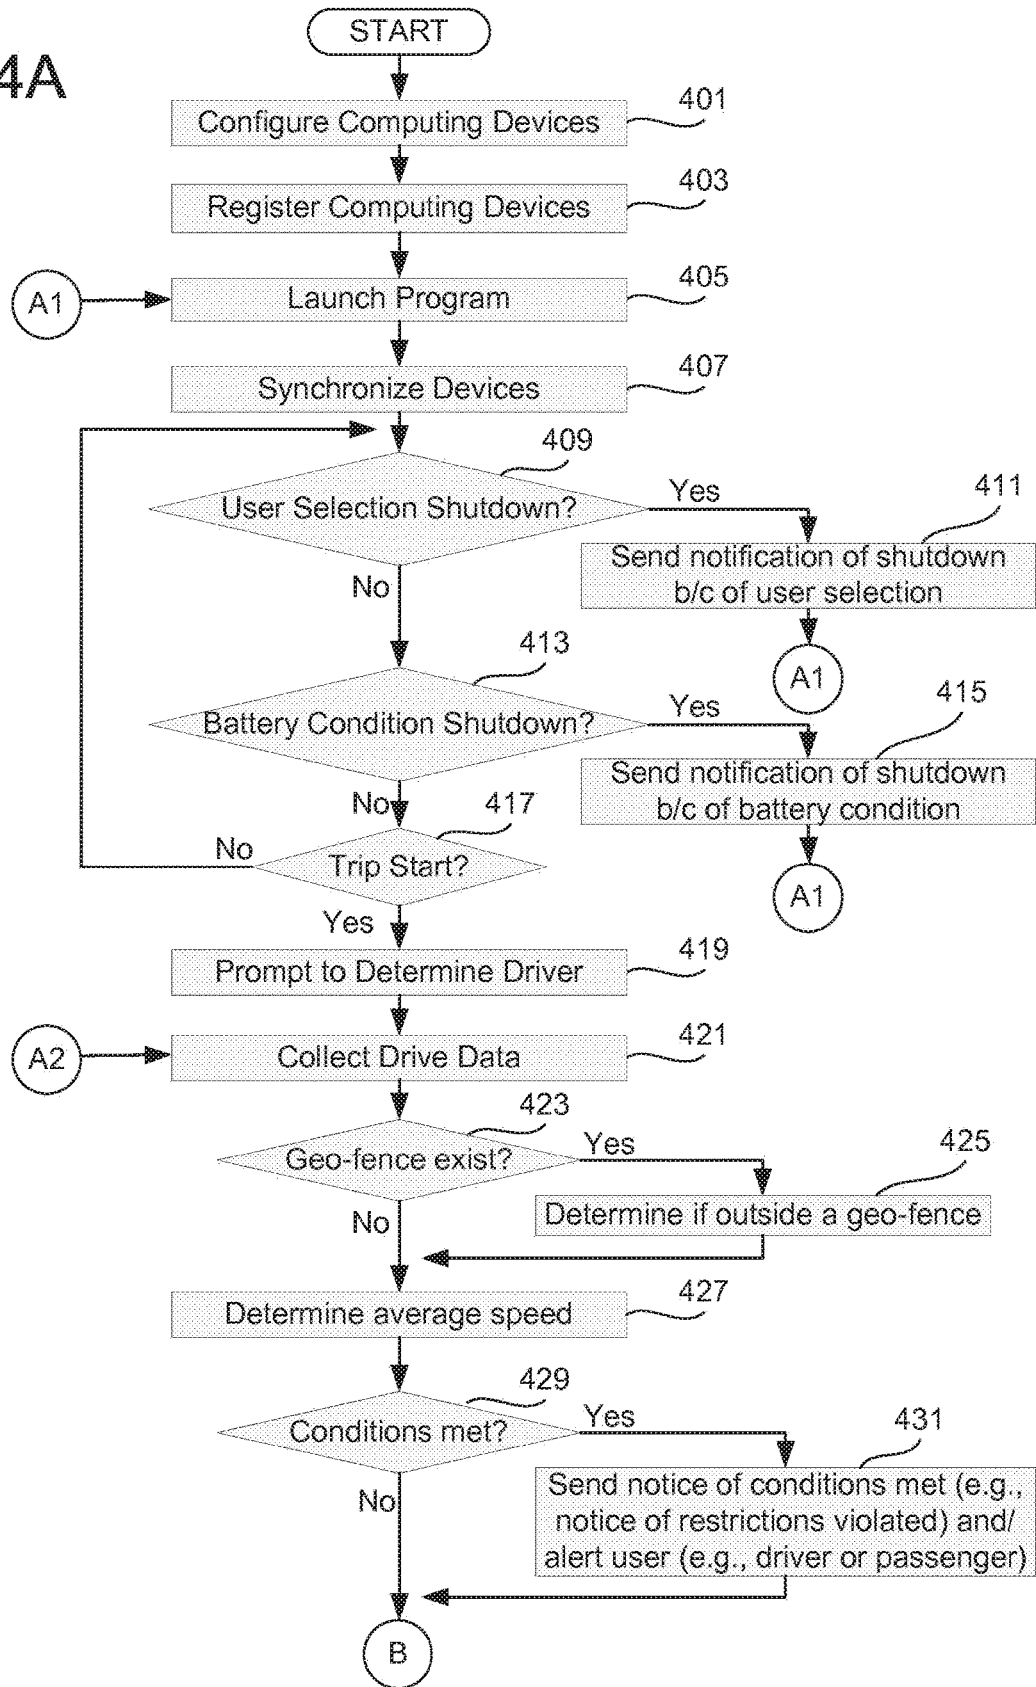 4A
START
Configure Computing Devices
401
Register Computing Devices
403
A1
Launch Program
405
Synchronize Devices
407
409
User Selection Shutdown?
Yes
411
Send notification of shutdown
b/c of user selection
No
A1
413
Battery Condition Shutdown?
Yes
415
Send notification of shutdown
b/c of battery condition
No
417
No
Trip Start?
A1
Yes
Prompt to Determine Driver
419
A2
Collect Drive Data
421
423
Geo-fence exist?
Yes
425
Determine if outside a geo-fence
No
Determine average speed
427
429
Conditions met?
Yes
431
Send notice of conditions met (e.g.,
notice of restrictions violated) and/
alert user (e.g., driver or passenger)
No
B